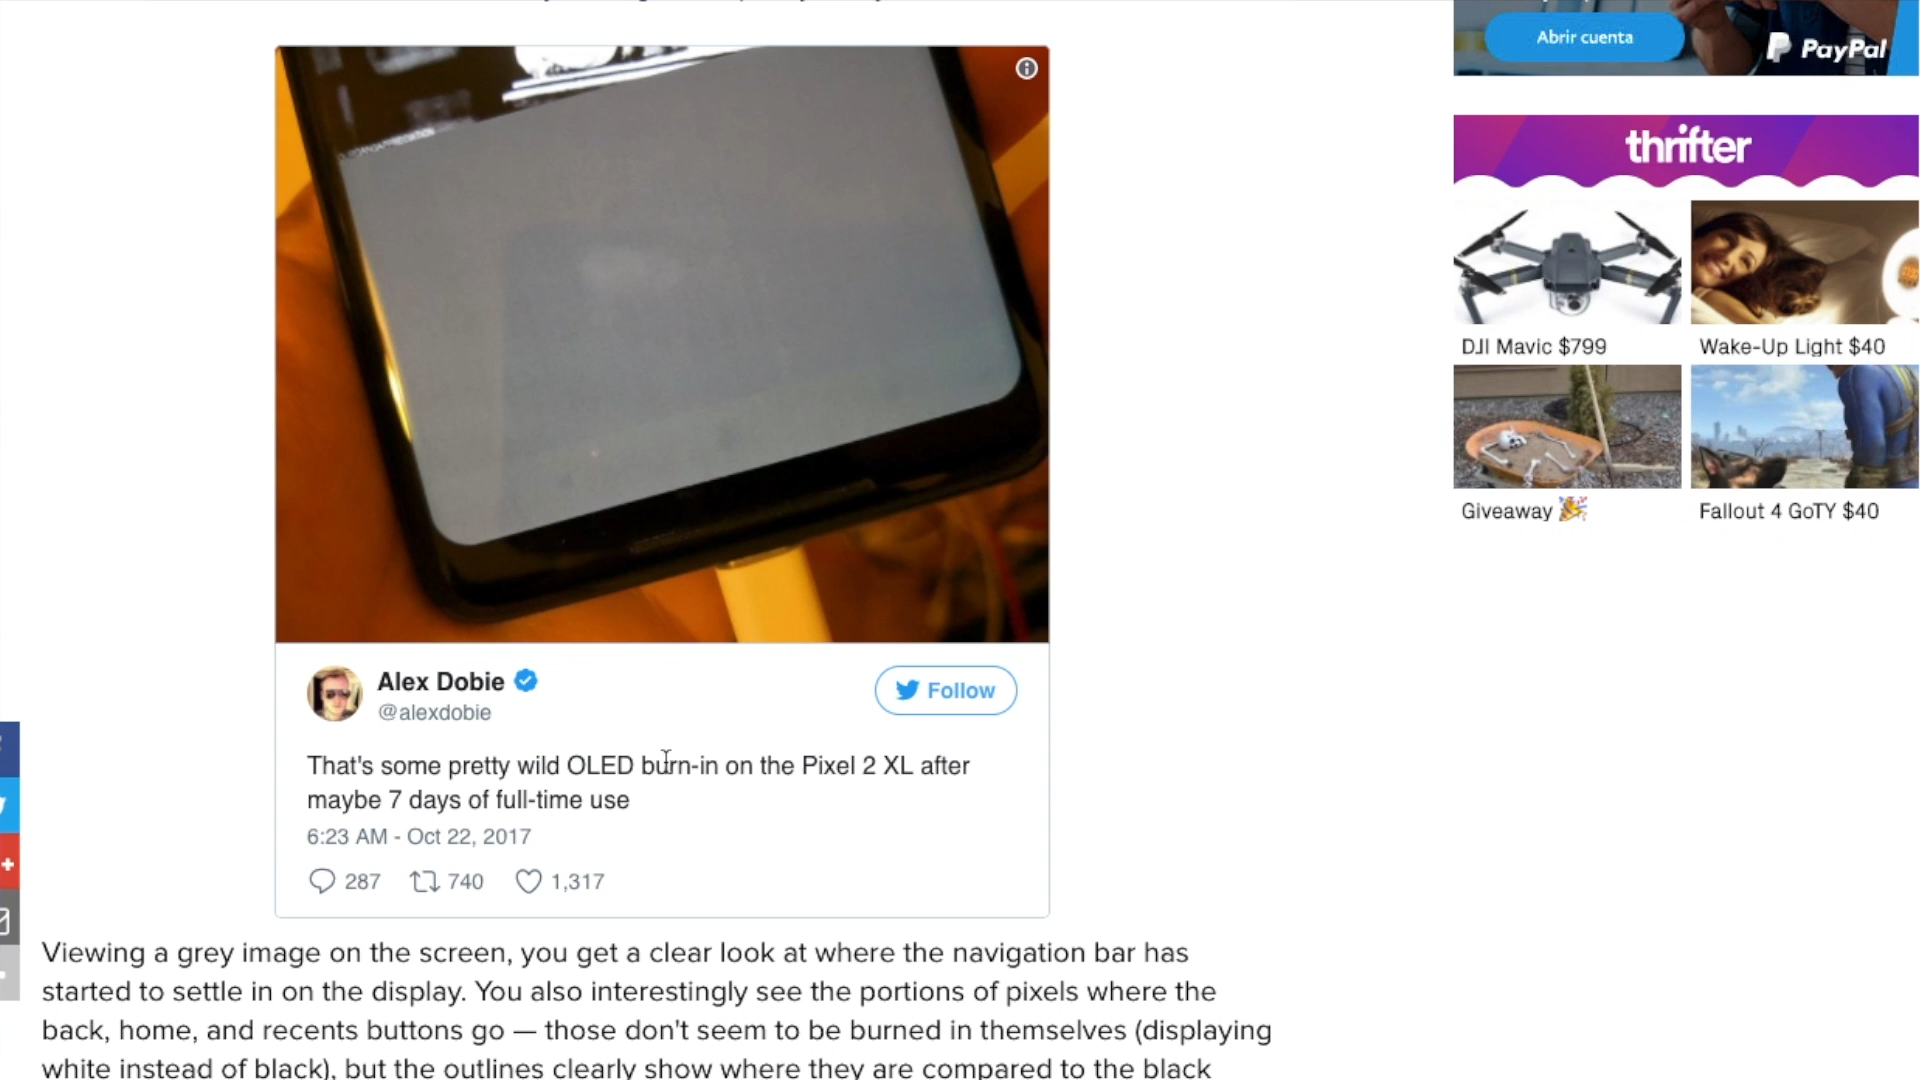 Abrir cuenta
PayPal
thrifter
DJI Mavic $799
Wake-Up Light $40
Giveaway 🎉
Fallout 4 GoTY $40
Alex Dobie
@alexdobie
Follow
That's some pretty wild OLED burn-in on the Pixel 2 XL after
maybe 7 days of full-time use
6:23 AM - Oct 22, 2017
287 740 1,317
Viewing a grey image on the screen, you get a clear look at where the navigation bar has
started to settle in on the display. You also interestingly see the portions of pixels where the
back, home, and recents buttons go — those don't seem to be burned in themselves (displaying
white instead of black), but the outlines clearly show where they are compared to the black